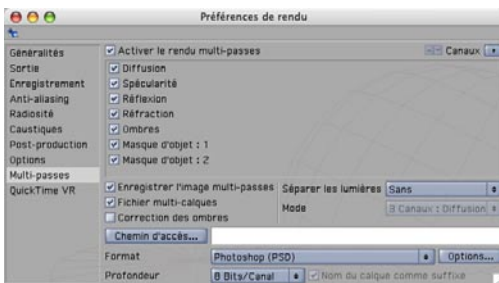 Préférences de rendu
Généralités
Sortie
Enregistrement
Anti-aliasing
Radiosité
Caustiques
Post-production
Options
Multi-passes
QuickTime VR
Activer le rendu multi-passes
Canaux
Diffusion
Spécularité
Réflexion
Réfraction
Ombres
Masque d'objet : 1
Masque d'objet : 2
Enregistrer l'image multi-passes
Séparer les lumières
Sans
Fichier multi-calques
Mode
8 Canaux : Diffusion
Correction des ombres
Chemin d'accès...
Format
Photoshop (PSD)
Options...
Profondeur
8 Bits/Canal
Nom du calque comme suffixe